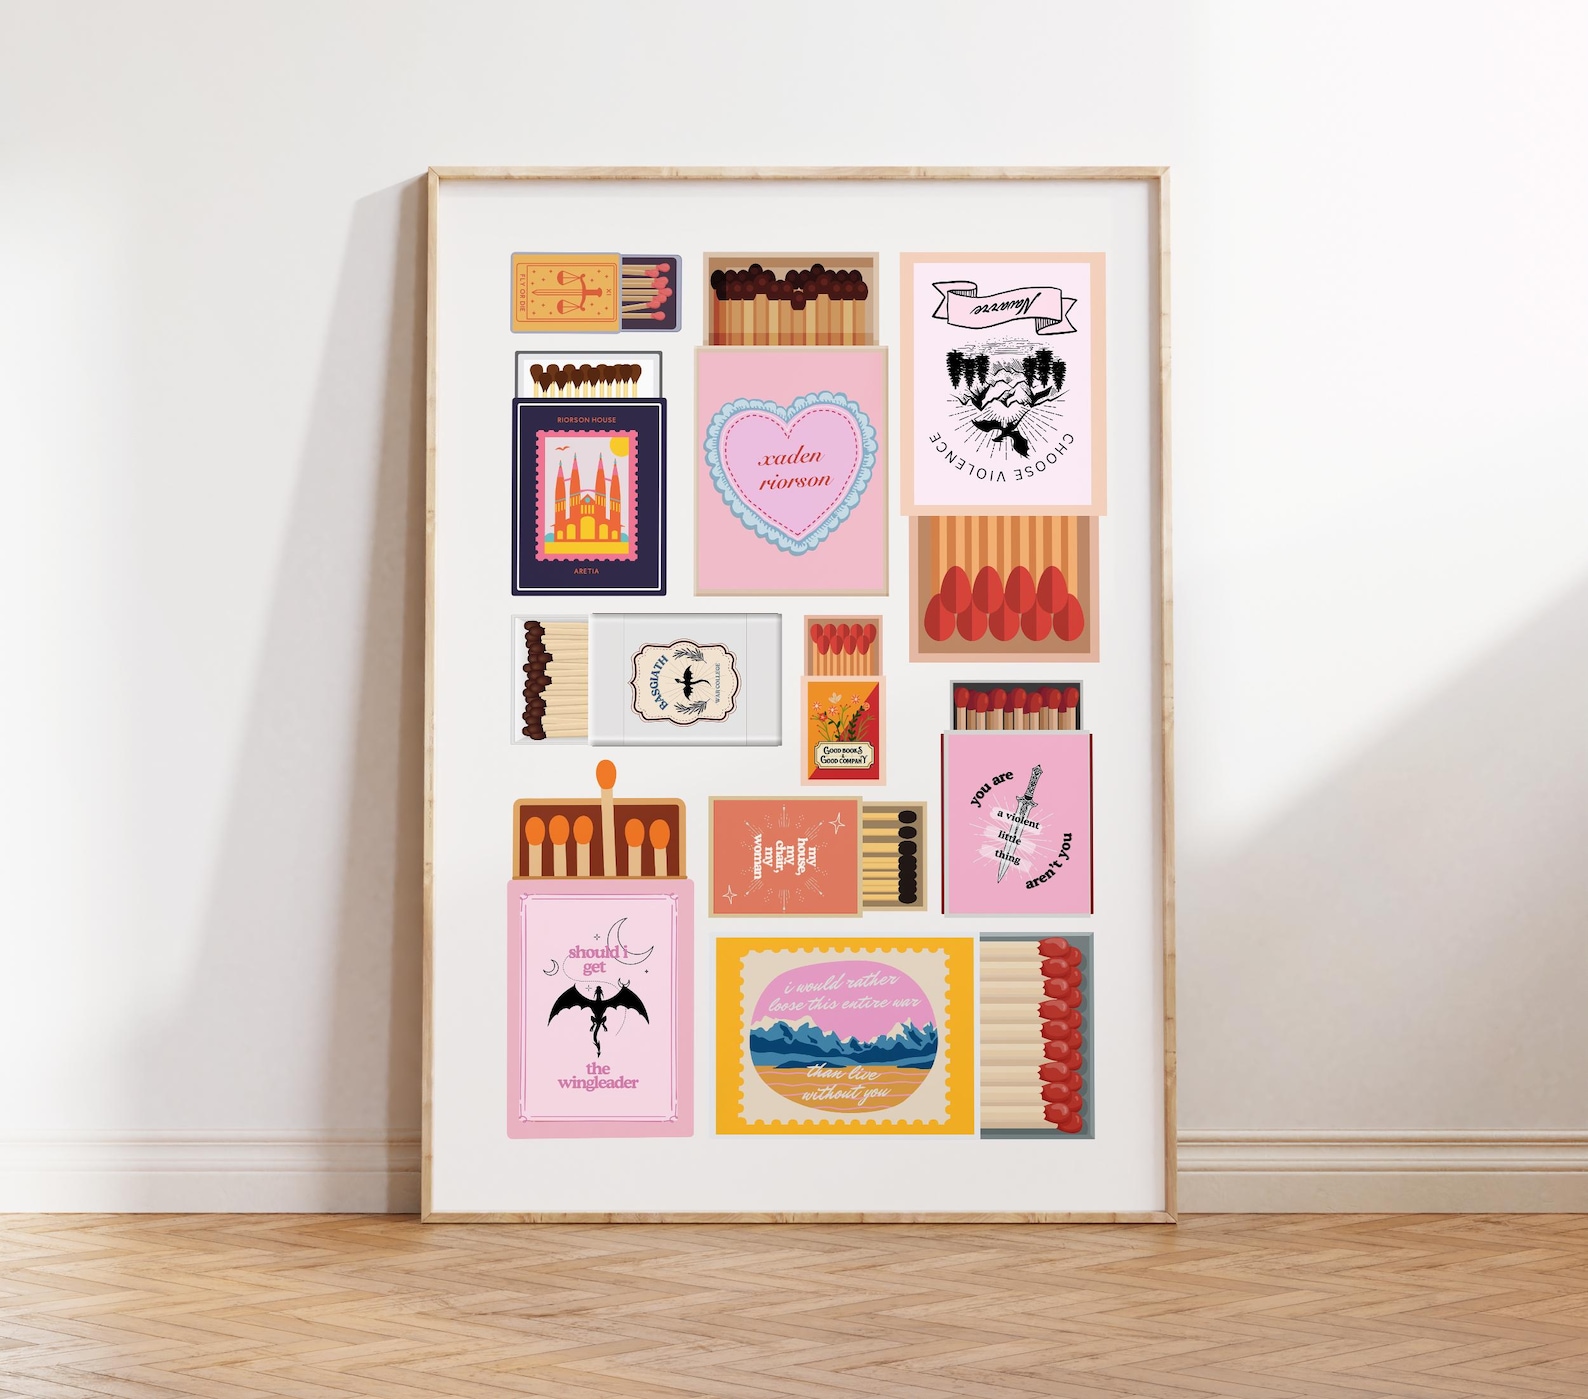 FLY OR DIE
XI
xaden
riorson
Navarre
CHOOSE VIOLENCE
RIORSON HOUSE
ARETIA
BASGIATH
WAR COLLEGE
GOOD BOOKS
&
GOOD COMPANY
you are
a violent
little
thing
aren't you
my
house,
my
chair,
my
woman
should i
get
the
wingleader
i would rather
loose this entire war
than live
without you